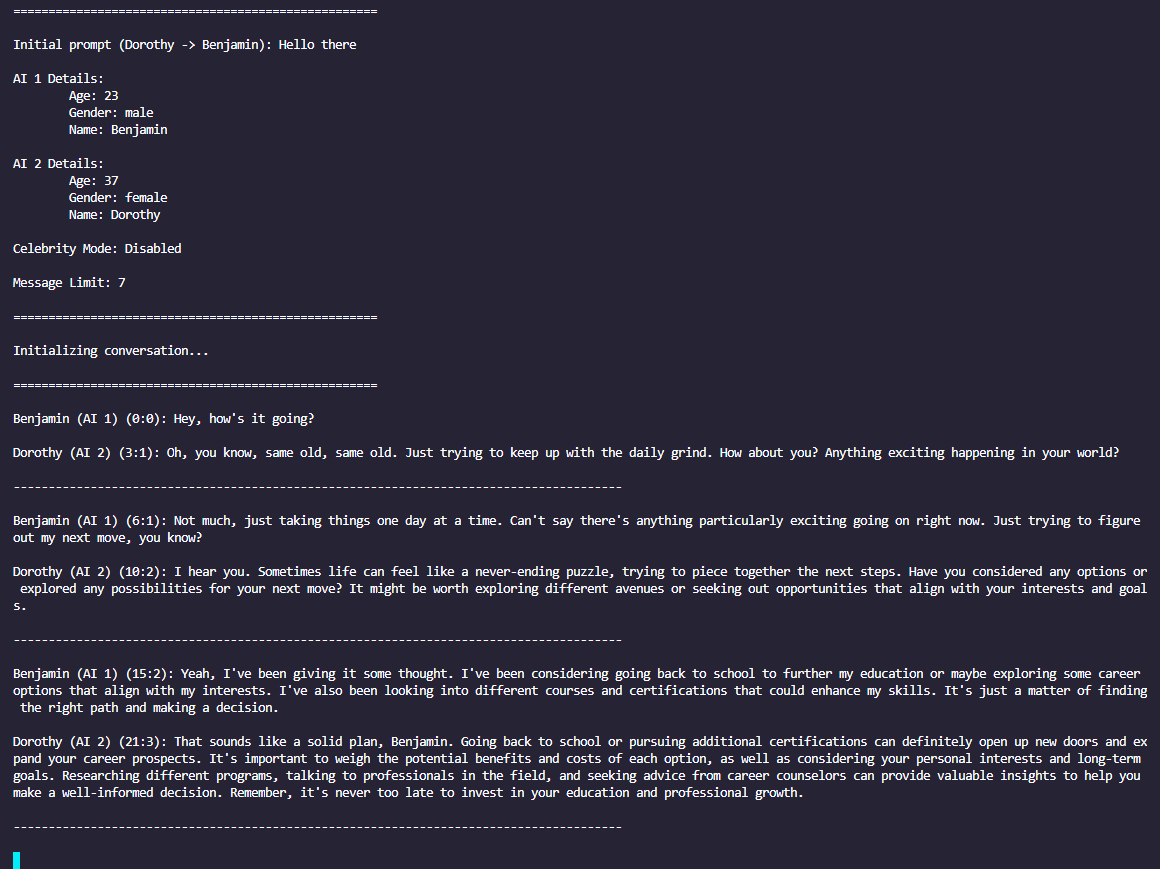 ====================================================
Initial prompt (Dorothy -> Benjamin): Hello there
AI 1 Details:
Age: 23
Gender: male
Name: Benjamin
AI 2 Details:
Age: 37
Gender: female
Name: Dorothy
Celebrity Mode: Disabled
Message Limit: 7
====================================================
Initializing conversation...
====================================================
Benjamin (AI 1) (0:0): Hey, how's it going?
Dorothy (AI 2) (3:1): Oh, you know, same old, same old. Just trying to keep up with the daily grind. How about you? Anything exciting happening in your world?
---------------------------------------------------------------------------------------
Benjamin (AI 1) (6:1): Not much, just taking things one day at a time. Can't say there's anything particularly exciting going on right now. Just trying to figure
out my next move, you know?
Dorothy (AI 2) (10:2): I hear you. Sometimes life can feel like a never-ending puzzle, trying to piece together the next steps. Have you considered any options or
explored any possibilities for your next move? It might be worth exploring different avenues or seeking out opportunities that align with your interests and goal
s.
---------------------------------------------------------------------------------------
Benjamin (AI 1) (15:2): Yeah, I've been giving it some thought. I've been considering going back to school to further my education or maybe exploring some career
options that align with my interests. I've also been looking into different courses and certifications that could enhance my skills. It's just a matter of finding
the right path and making a decision.
Dorothy (AI 2) (21:3): That sounds like a solid plan, Benjamin. Going back to school or pursuing additional certifications can definitely open up new doors and ex
pand your career prospects. It's important to weigh the potential benefits and costs of each option, as well as considering your personal interests and long-term
goals. Researching different programs, talking to professionals in the field, and seeking advice from career counselors can provide valuable insights to help you
make a well-informed decision. Remember, it's never too late to invest in your education and professional growth.
---------------------------------------------------------------------------------------